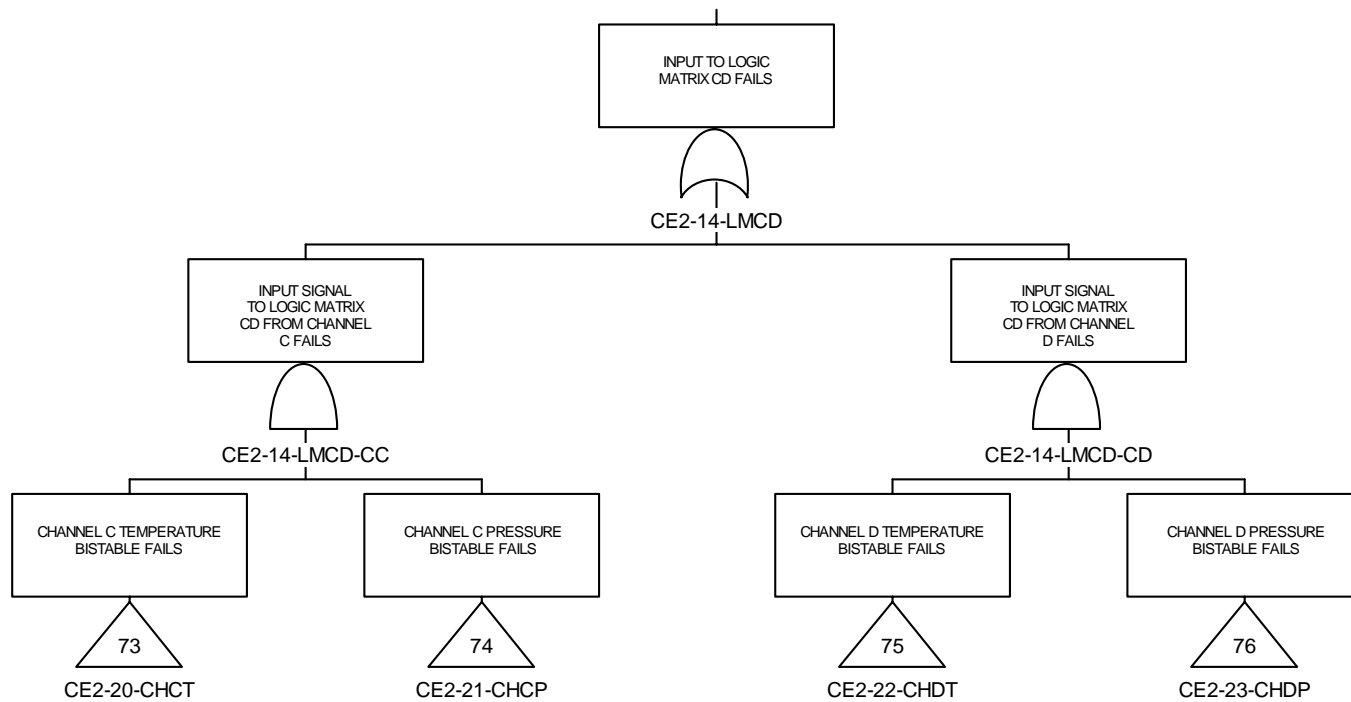 INPUT TO LOGIC
MATRIX CD FAILS
CE2-14-LMCD
INPUT SIGNAL
TO LOGIC MATRIX
CD FROM CHANNEL
C FAILS
CE2-14-LMCD-CC
INPUT SIGNAL
TO LOGIC MATRIX
CD FROM CHANNEL
D FAILS
CE2-14-LMCD-CD
CHANNEL C TEMPERATURE
BISTABLE FAILS
73
CE2-20-CHCT
CHANNEL C PRESSURE
BISTABLE FAILS
74
CE2-21-CHCP
CHANNEL D TEMPERATURE
BISTABLE FAILS
75
CE2-22-CHDT
CHANNEL D PRESSURE
BISTABLE FAILS
76
CE2-23-CHDP